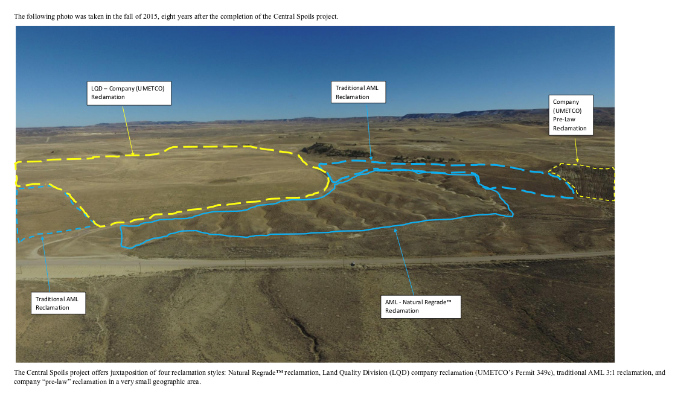 The following photo was taken in the fall of 2015, eight years after the completion of the Central Spoils project.
LQD – Company (UMETCO)
Reclamation
Traditional AML
Reclamation
Company
(UMETCO)
Pre-law
Reclamation
Traditional AML
Reclamation
AML - Natural Regrade™
Reclamation
The Central Spoils project offers juxtaposition of four reclamation styles: Natural Regrade™ reclamation, Land Quality Division (LQD) company reclamation (UMETCO's Permit 349c), traditional AML 3:1 reclamation, and
company “pre-law” reclamation in a very small geographic area.